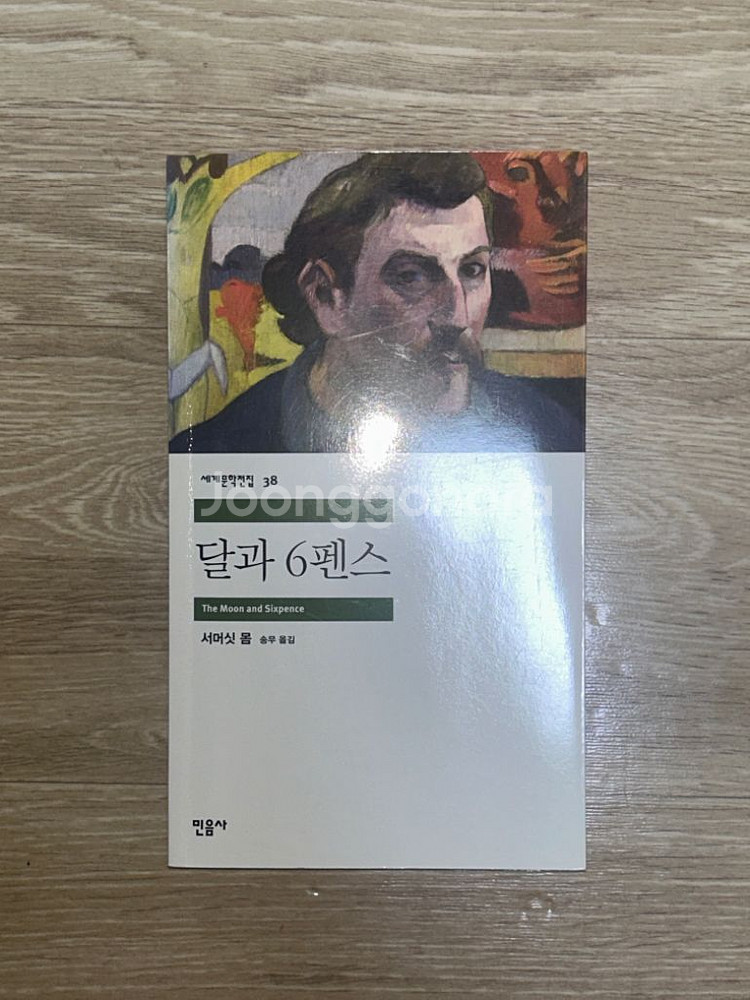 세계문학전집 38
Joonggonara
달과 6펜스
The Moon and Sixpence
서머싯 몸 송무 옮김
민음사